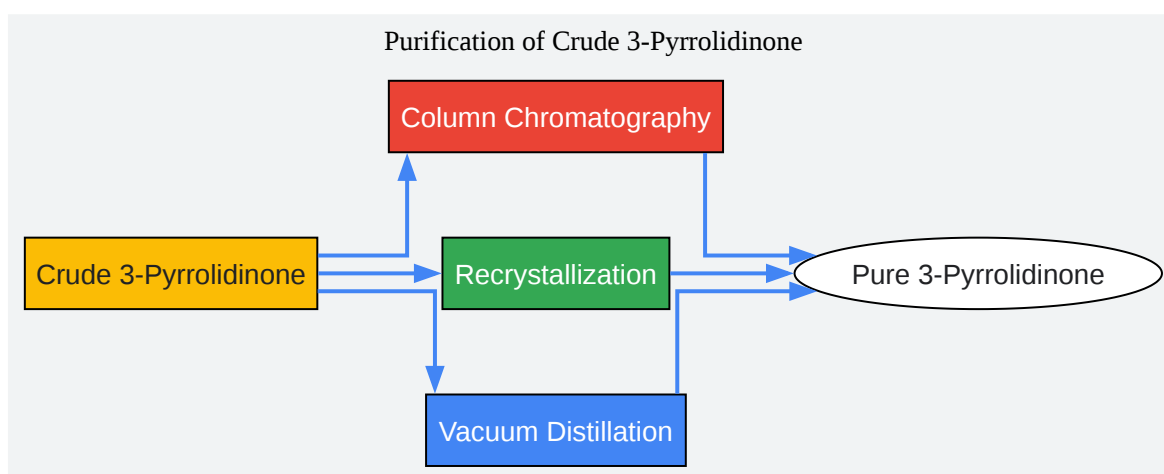 Purification of Crude 3-Pyrrolidinone
Column Chromatography
Crude 3-Pyrrolidinone
Recrystallization
Pure 3-Pyrrolidinone
Vacuum Distillation